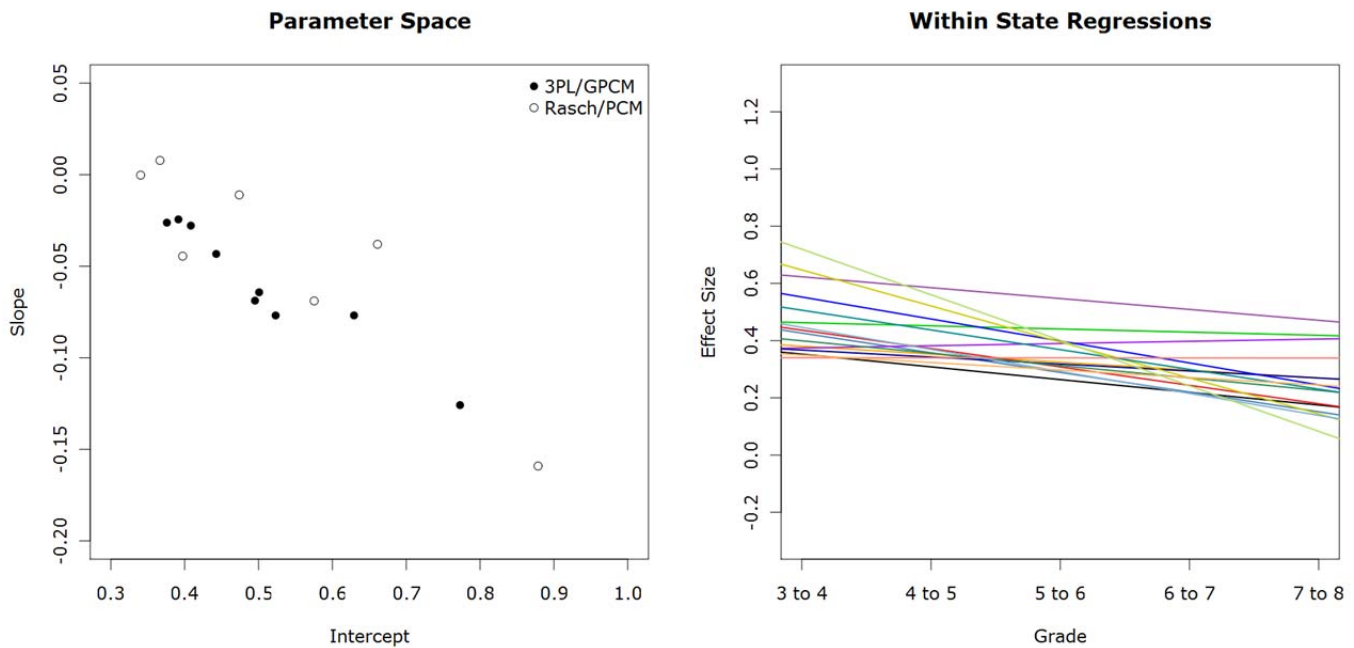 Parameter Space
3PL/GPCM
Rasch/PCM
0.05
0.00
-0.05
-0.10
-0.15
-0.20
Slope
0.3 0.4 0.5 0.6 0.7 0.8 0.9 1.0
Intercept
Within State Regressions
1.2
1.0
0.8
0.6
0.4
0.2
0.0
-0.2
Effect Size
3 to 4 4 to 5 5 to 6 6 to 7 7 to 8
Grade